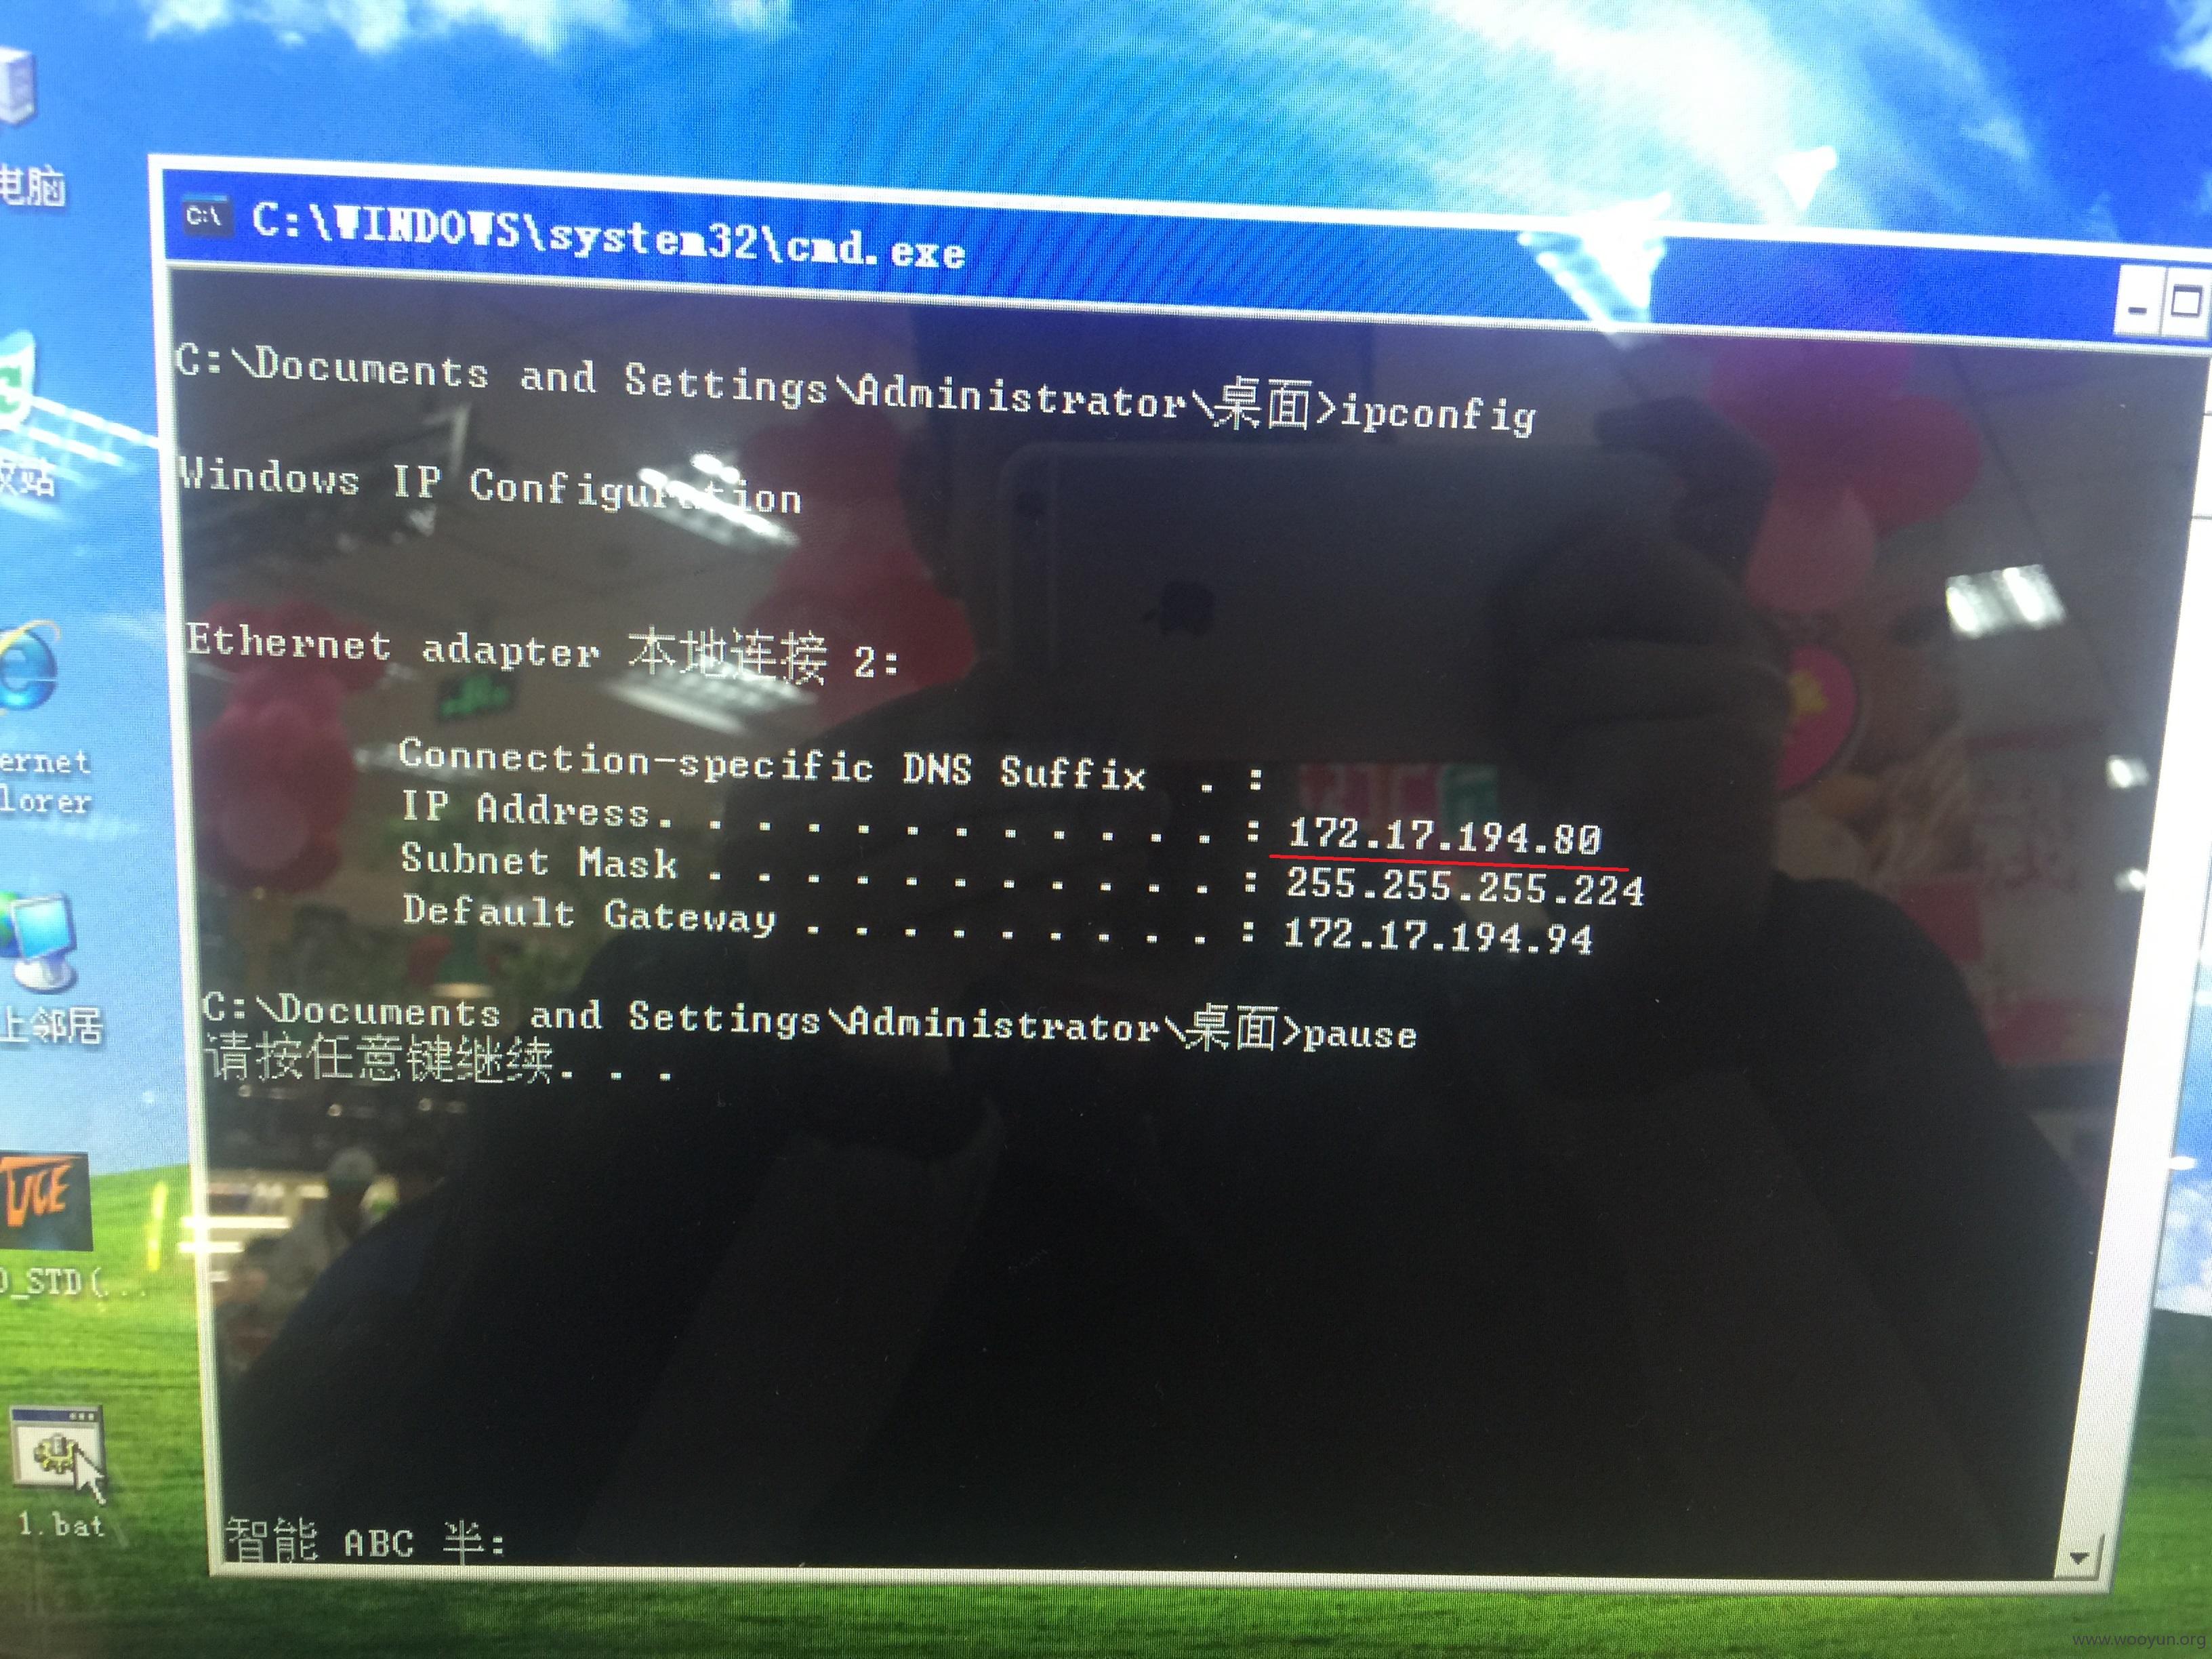 电脑
C:\WINDOWS\system32\cmd.exe
C:\Documents and Settings\Administrator\桌面>ipconfig
Windows IP Configuration
Ethernet adapter 本地连接 2:
Connection-specific DNS Suffix  . :
IP Address. . . . . . . . . . . . : 172.17.194.80
Subnet Mask . . . . . . . . . . . : 255.255.255.224
Default Gateway . . . . . . . . . : 172.17.194.94
C:\Documents and Settings\Administrator\桌面>pause
请按任意键继续. . .
智能 ABC 半:
ernet
lorer
上邻居
_STD(...
1.bat
www.wooyun.org